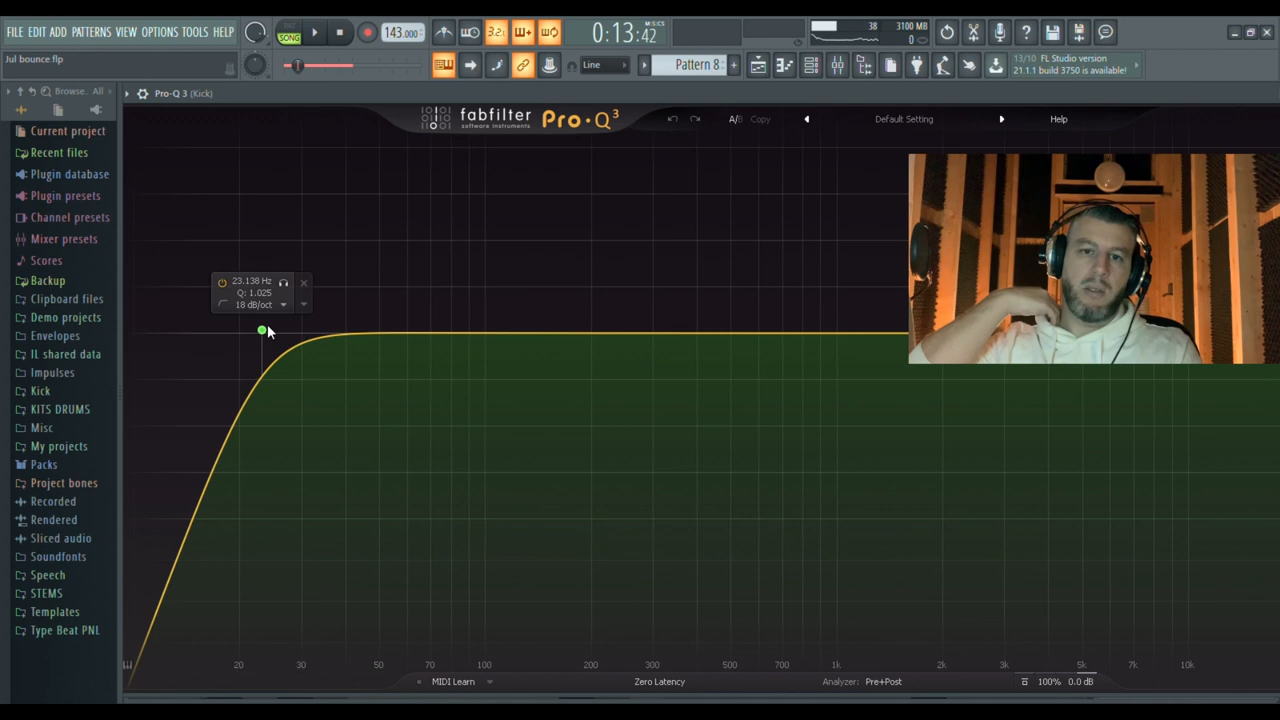 FILE EDIT ADD PATTERNS VIEW OPTIONS TOOLS HELP
PAT
SONG
143.000
3.2.
0:13:42
M:S:CS
38
3100 MB
0
Jul bounce.flp
Line
Pattern 8
13/10 FL Studio version
21.1.1 build 3750 is available!
Browse.. All
Pro-Q 3 (Kick)
fabfilter
software instruments
Pro·Q3
A/B Copy
Default Setting
Help
Current project
Recent files
Plugin database
Plugin presets
Channel presets
Mixer presets
Scores
Backup
Clipboard files
Demo projects
Envelopes
IL shared data
Impulses
Kick
KITS DRUMS
Misc
My projects
Packs
Project bones
Recorded
Rendered
Sliced audio
Soundfonts
Speech
STEMS
Templates
Type Beat PNL
23.138 Hz
Q: 1.025
18 dB/oct
20 30 50 70 100 200 300 500 700 1k 2k 3k 5k 7k 10k
MIDI Learn
Zero Latency
Analyzer: Pre+Post
100% 0.0 dB